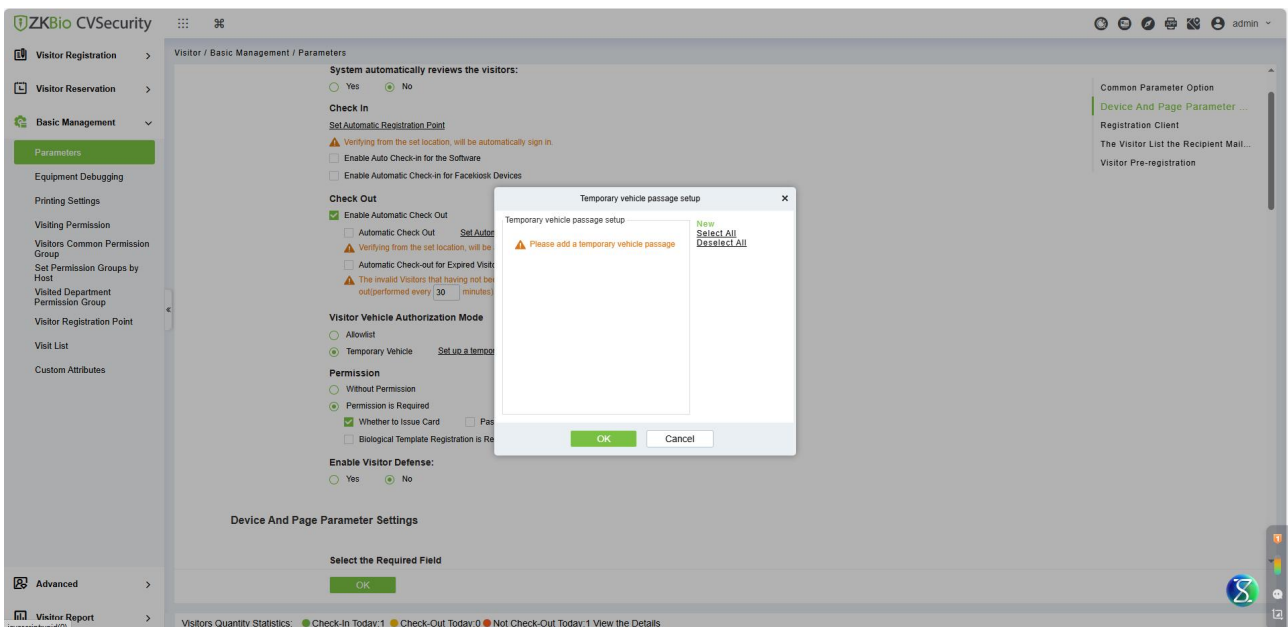 ZKBio CVSecurity
admin
Visitor Registration
Visitor Reservation
Basic Management
Parameters
Equipment Debugging
Printing Settings
Visiting Permission
Visitors Common Permission
Group
Set Permission Groups by
Host
Visited Department
Permission Group
Visitor Registration Point
Visit List
Custom Attributes
Advanced
Visitor Report
Visitor / Basic Management / Parameters
System automatically reviews the visitors:
Yes No
Check In
Set Automatic Registration Point
Verifying from the set location, will be automatically sign in.
Enable Auto Check-in for the Software
Enable Automatic Check-in for Facekiosk Devices
Check Out
Enable Automatic Check Out
Automatic Check Out Set Auto
Verifying from the set location, will be
Automatic Check-out for Expired Visito
The invalid Visitors that having not be
out(performed every 30 minutes)
Visitor Vehicle Authorization Mode
Allowlist
Temporary Vehicle Set up a tempo
Permission
Without Permission
Permission is Required
Whether to Issue Card Pas
Biological Template Registration is Re
Enable Visitor Defense:
Yes No
Device And Page Parameter Settings
Select the Required Field
OK
Temporary vehicle passage setup
Temporary vehicle passage setup
Please add a temporary vehicle passage
New
Select All
Deselect All
OK Cancel
Common Parameter Option
Device And Page Parameter ...
Registration Client
The Visitor List the Recipient Mail...
Visitor Pre-registration
Visitors Quantity Statistics: Check-In Today:1 Check-Out Today:0 Not Check-Out Today:1 View the Details